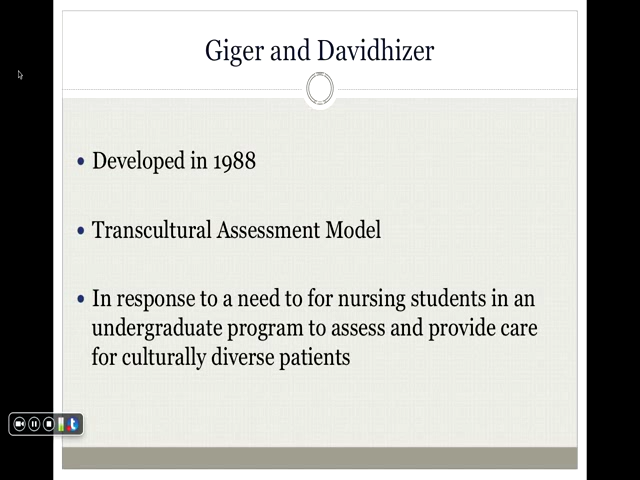 Giger and Davidhizer
• Developed in 1988
• Transcultural Assessment Model
• In response to a need to for nursing students in an
undergraduate program to assess and provide care
for culturally diverse patients